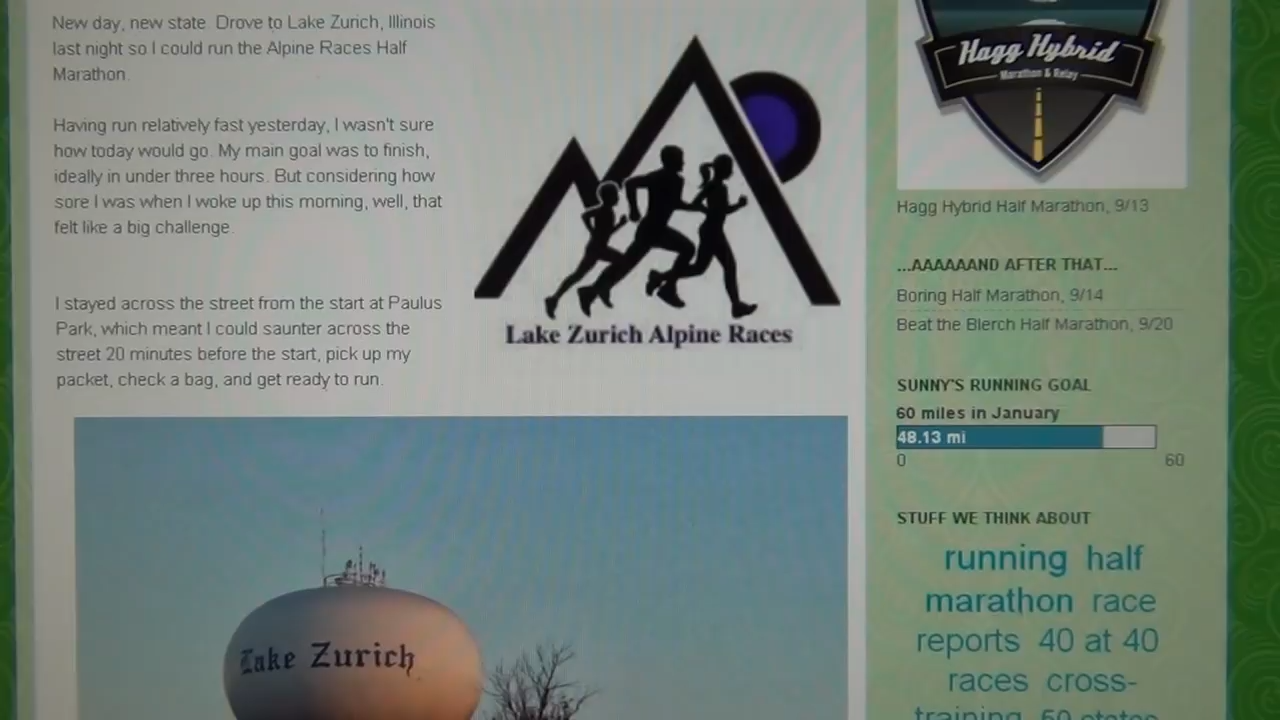 New day, new state. Drove to Lake Zurich, Illinois
last night so I could run the Alpine Races Half
Marathon.
Having run relatively fast yesterday, I wasn't sure
how today would go. My main goal was to finish,
ideally in under three hours. But considering how
sore I was when I woke up this morning, well, that
felt like a big challenge.
I stayed across the street from the start at Paulus
Park, which meant I could saunter across the
street 20 minutes before the start, pick up my
packet, check a bag, and get ready to run.
Lake Zurich Alpine Races
Lake Zurich
Hagg Hybrid
Marathon & Relay
Hagg Hybrid Half Marathon, 9/13
...AAAAAAND AFTER THAT...
Boring Half Marathon, 9/14
Beat the Blerch Half Marathon, 9/20
SUNNY'S RUNNING GOAL
60 miles in January
48.13 mi
0 60
STUFF WE THINK ABOUT
running half
marathon race
reports 40 at 40
races cross-
training 50 states